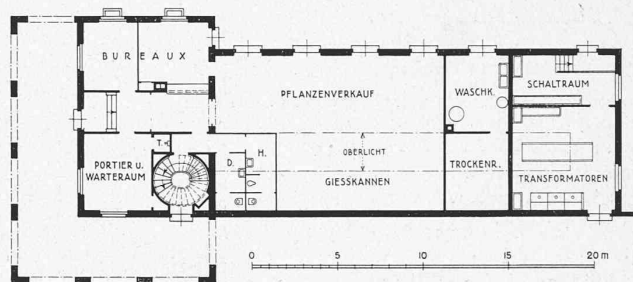 BUREAUX
SCHALTRAUM
PFLANZENVERKAUF
WASCHK.
T.
H.
OBERLICHT
PORTIER U.
WARTERAUM
D.
TROCKENR.
GIESSKANNEN
TRANSFORMATOREN
0 5 10 15 20 m